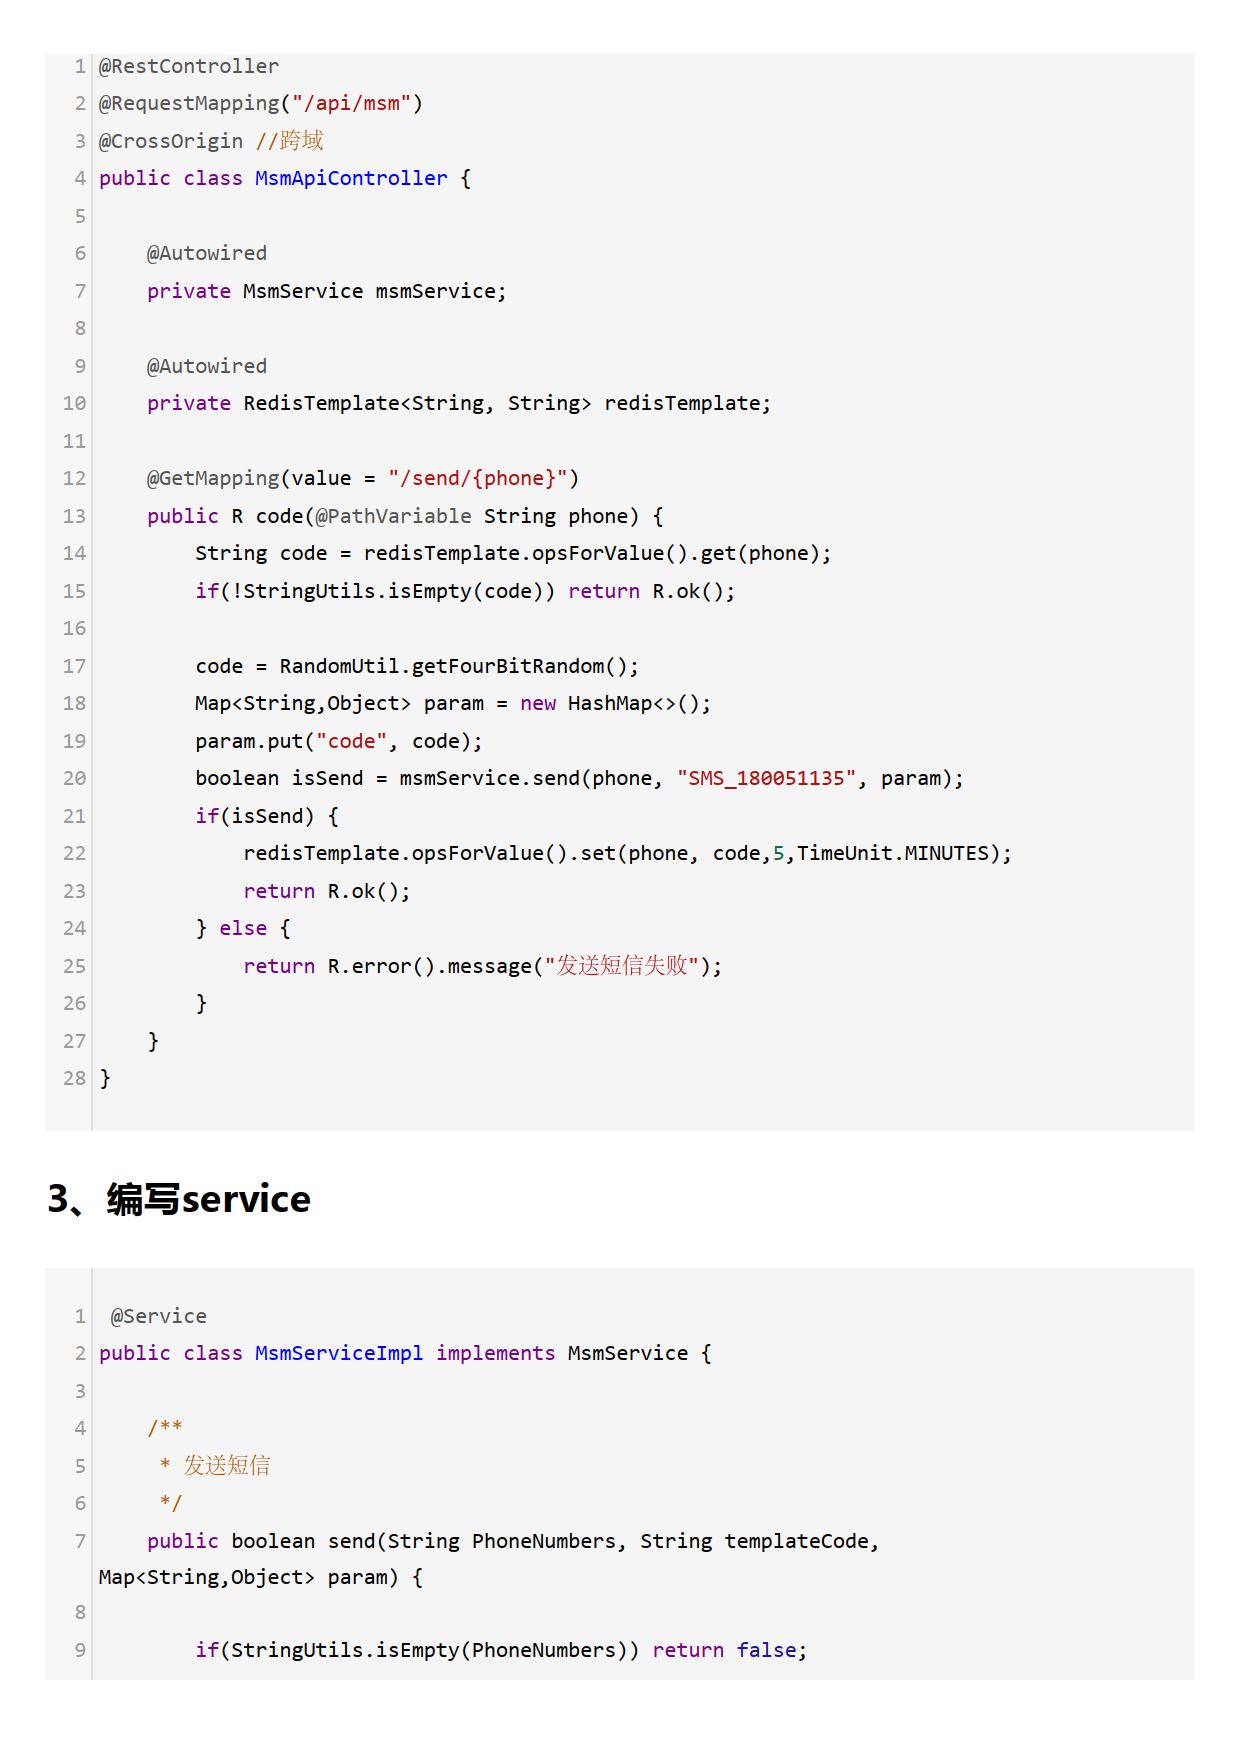 1 @RestController
2 @RequestMapping("/api/msm")
3 @CrossOrigin //跨域
4 public class MsmApiController {
5
6     @Autowired
7     private MsmService msmService;
8
9     @Autowired
10     private RedisTemplate<String, String> redisTemplate;
11
12     @GetMapping(value = "/send/{phone}")
13     public R code(@PathVariable String phone) {
14         String code = redisTemplate.opsForValue().get(phone);
15         if(!StringUtils.isEmpty(code)) return R.ok();
16
17         code = RandomUtil.getFourBitRandom();
18         Map<String,Object> param = new HashMap<>();
19         param.put("code", code);
20         boolean isSend = msmService.send(phone, "SMS_180051135", param);
21         if(isSend) {
22             redisTemplate.opsForValue().set(phone, code,5,TimeUnit.MINUTES);
23             return R.ok();
24         } else {
25             return R.error().message("发送短信失败");
26         }
27     }
28 }
3、编写service
1  @Service
2 public class MsmServiceImpl implements MsmService {
3
4     /**
5      * 发送短信
6      */
7     public boolean send(String PhoneNumbers, String templateCode,
Map<String,Object> param) {
8
9         if(StringUtils.isEmpty(PhoneNumbers)) return false;